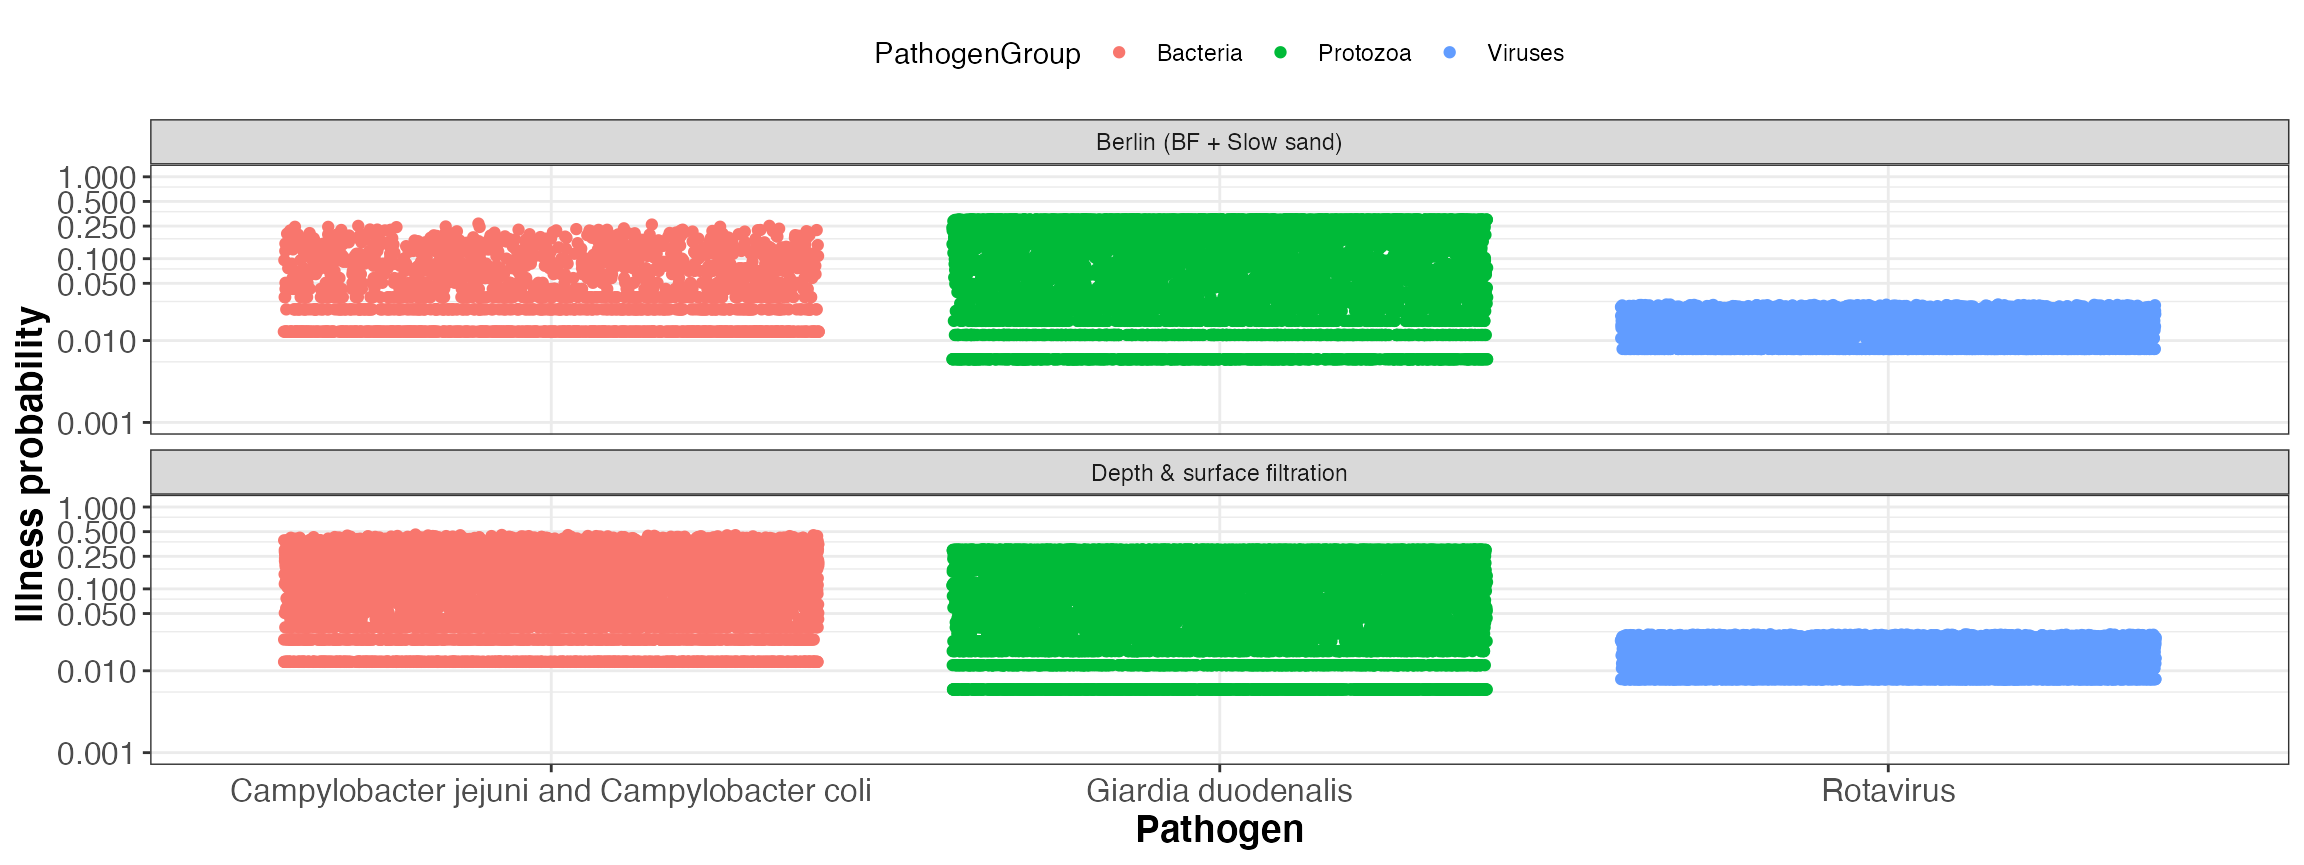 PathogenGroup Bacteria Protozoa Viruses
Berlin (BF + Slow sand)
1.000
0.500
0.250
0.100
0.050
0.010
0.001
Illness probability
Depth & surface filtration
1.000
0.500
0.250
0.100
0.050
0.010
0.001
Campylobacter jejuni and Campylobacter coli Giardia duodenalis Rotavirus
Pathogen